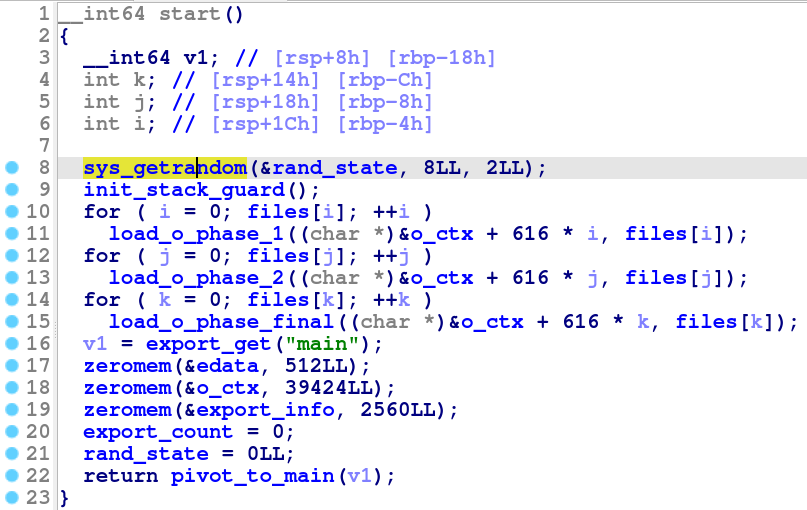 1 __int64 start()
2 {
3   __int64 v1; // [rsp+8h] [rbp-18h]
4   int k; // [rsp+14h] [rbp-Ch]
5   int j; // [rsp+18h] [rbp-8h]
6   int i; // [rsp+1Ch] [rbp-4h]
7
8   sys_getrandom(&rand_state, 8LL, 2LL);
9   init_stack_guard();
10   for ( i = 0; files[i]; ++i )
11     load_o_phase_1((char *)&o_ctx + 616 * i, files[i]);
12   for ( j = 0; files[j]; ++j )
13     load_o_phase_2((char *)&o_ctx + 616 * j, files[j]);
14   for ( k = 0; files[k]; ++k )
15     load_o_phase_final((char *)&o_ctx + 616 * k, files[k]);
16   v1 = export_get("main");
17   zeromem(&edata, 512LL);
18   zeromem(&o_ctx, 39424LL);
19   zeromem(&export_info, 2560LL);
20   export_count = 0;
21   rand_state = 0LL;
22   return pivot_to_main(v1);
23 }